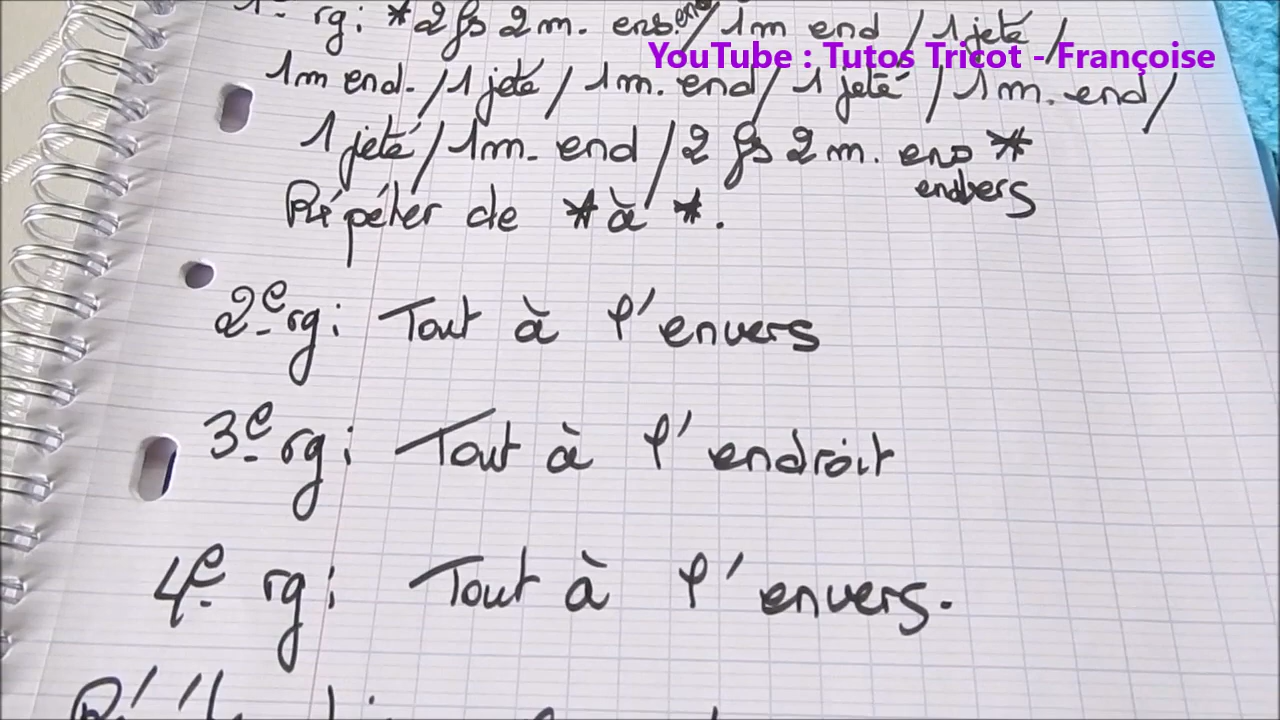 rg : * 2 fs 2 m. ens. end / 1 m end / 1 jeté /
YouTube : Tutos Tricot - Françoise
1 m end. / 1 jeté / 1 m. end / 1 jeté / 1 m. end /
1 jeté / 1 m. end / 2 fs 2 m. ens *
Répéter de * à *.
2e rg : Tout à l'envers
3e rg : Tout à l'endroit
4e rg : Tout à l'envers.